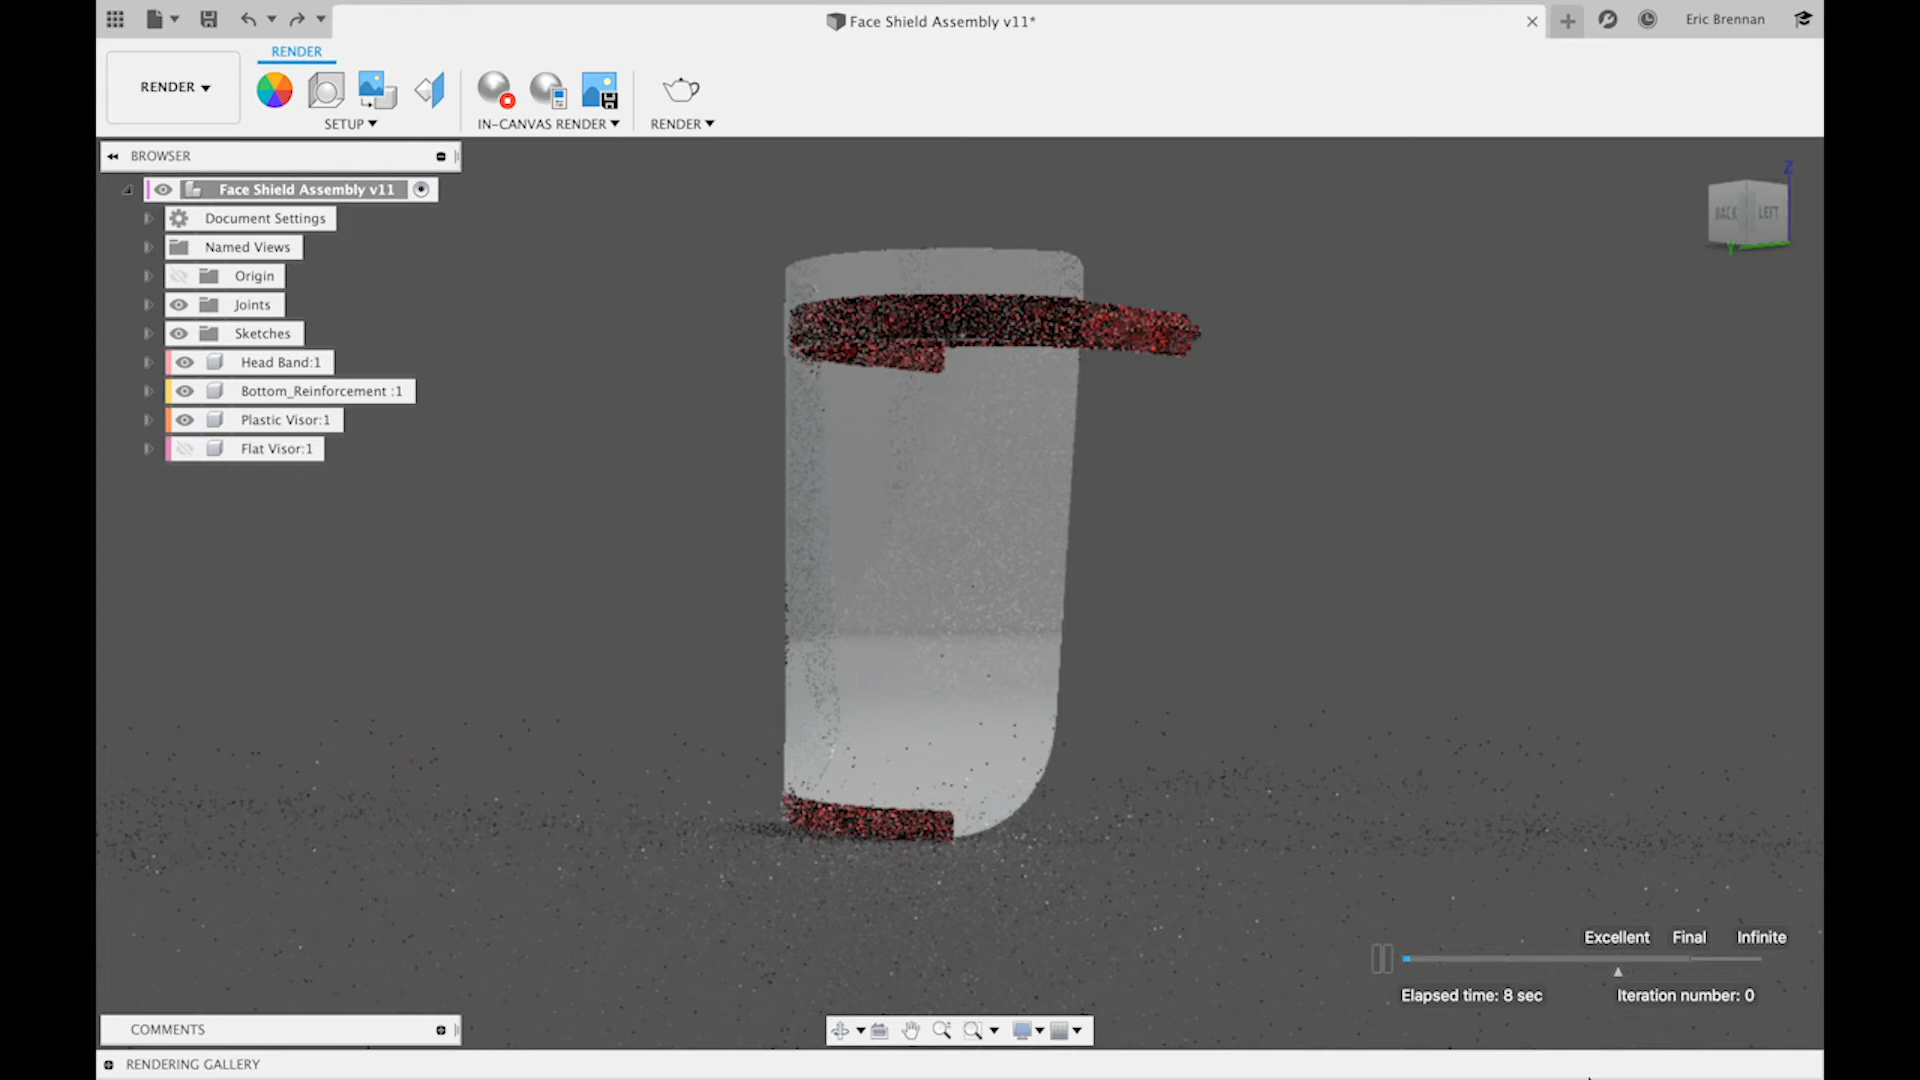 Face Shield Assembly v11*
Eric Brennan
RENDER
RENDER
SETUP
IN-CANVAS RENDER
RENDER
BROWSER
Face Shield Assembly v11
Document Settings
Named Views
Origin
Joints
Sketches
Head Band:1
Bottom_Reinforcement :1
Plastic Visor:1
Flat Visor:1
Z
BACK
LEFT
Y
Excellent
Final
Infinite
Elapsed time: 8 sec
Iteration number: 0
COMMENTS
RENDERING GALLERY